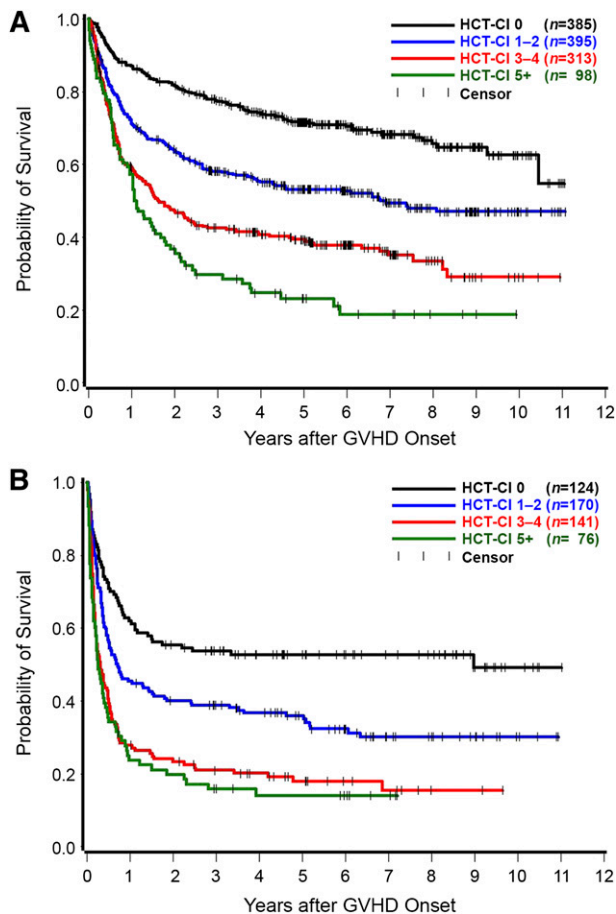 A
1.0
0.8
0.6
0.4
0.2
0.0
Probability of Survival
HCT-CI 0 (n=385)
HCT-CI 1–2 (n=395)
HCT-CI 3–4 (n=313)
HCT-CI 5+ (n= 98)
Censor
0 1 2 3 4 5 6 7 8 9 10 11 12
Years after GVHD Onset
B
1.0
0.8
0.6
0.4
0.2
0.0
Probability of Survival
HCT-CI 0 (n=124)
HCT-CI 1–2 (n=170)
HCT-CI 3–4 (n=141)
HCT-CI 5+ (n= 76)
Censor
0 1 2 3 4 5 6 7 8 9 10 11 12
Years after GVHD Onset